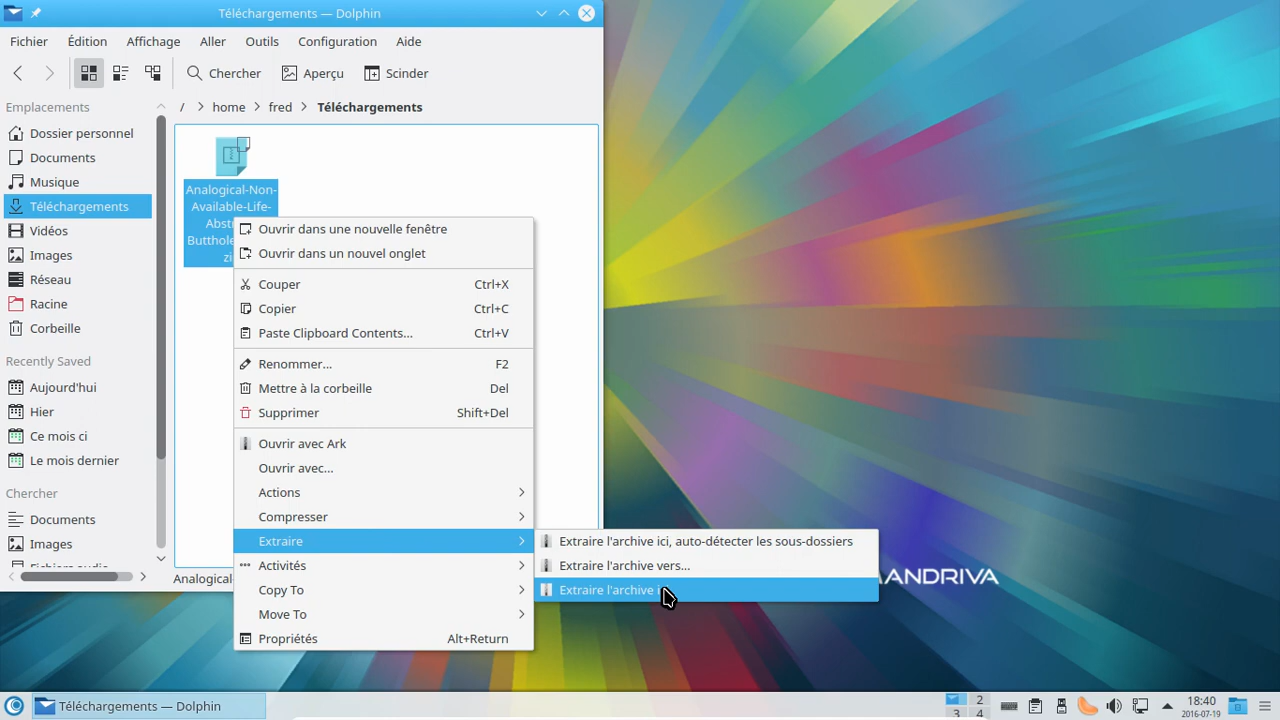 Téléchargements — Dolphin
Fichier Édition Affichage Aller Outils Configuration Aide
Chercher Aperçu Scinder
/ > home > fred > Téléchargements
Emplacements
Dossier personnel
Documents
Musique
Téléchargements
Vidéos
Images
Réseau
Racine
Corbeille
Recently Saved
Aujourd'hui
Hier
Ce mois ci
Le mois dernier
Chercher
Documents
Images
Analogical-Non-
Available-Life-
Ouvrir dans une nouvelle fenêtre
Ouvrir dans un nouvel onglet
Couper Ctrl+X
Copier Ctrl+C
Paste Clipboard Contents... Ctrl+V
Renommer... F2
Mettre à la corbeille Del
Supprimer Shift+Del
Ouvrir avec Ark
Ouvrir avec...
Actions
Compresser
Extraire
Activités
Copy To
Move To
Propriétés Alt+Return
Extraire l'archive ici, auto-détecter les sous-dossiers
Extraire l'archive vers...
Extraire l'archive
Analogical-
ANDRIVA
Téléchargements — Dolphin
2
3 4
18:40
2016-07-19